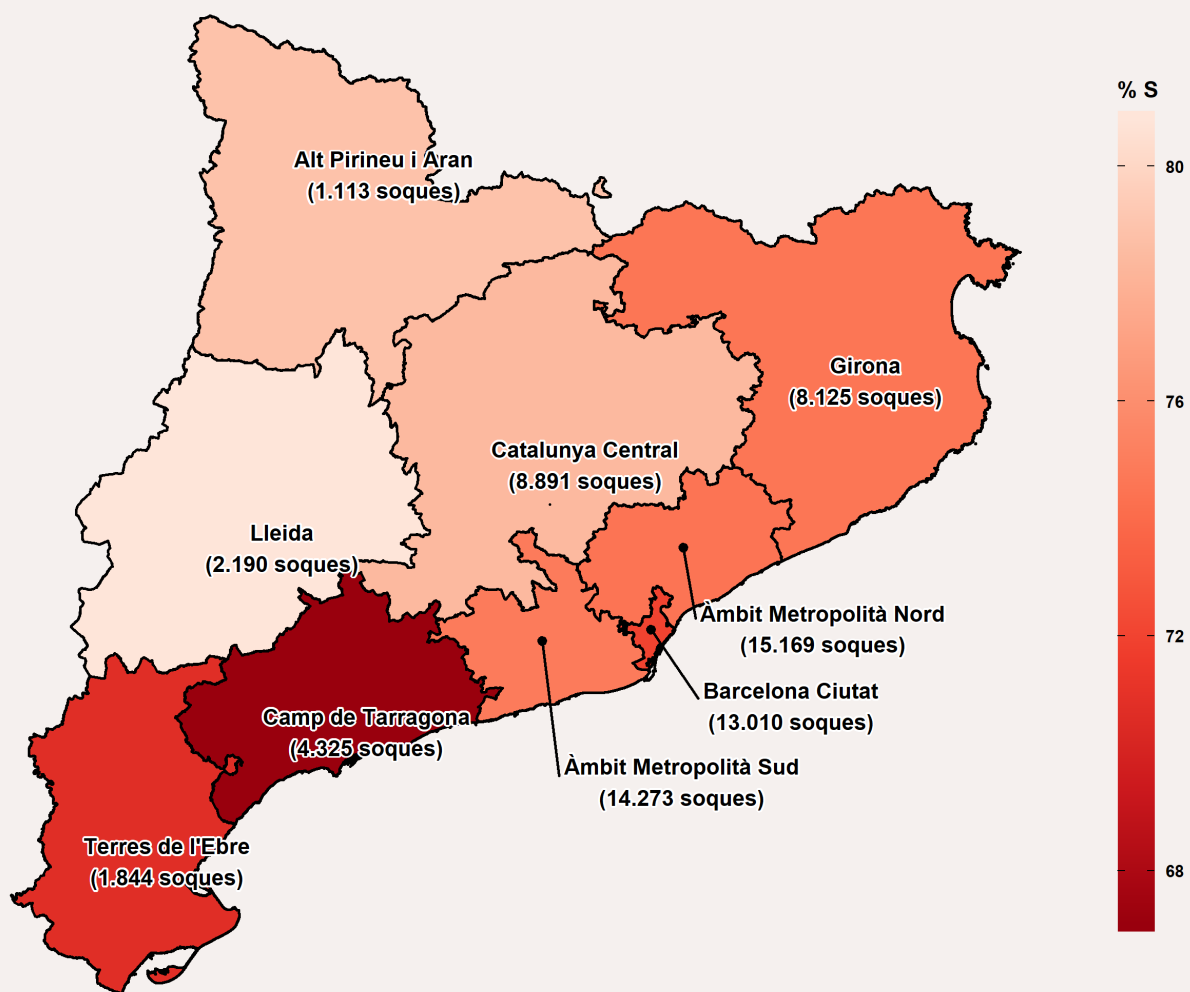 % S
80
76
72
68
Alt Pirineu i Aran
(1.113 soques)
Girona
(8.125 soques)
Catalunya Central
(8.891 soques)
Lleida
(2.190 soques)
Àmbit Metropolità Nord
(15.169 soques)
Barcelona Ciutat
(13.010 soques)
Camp de Tarragona
(4.325 soques)
Àmbit Metropolità Sud
(14.273 soques)
Terres de l'Ebre
(1.844 soques)